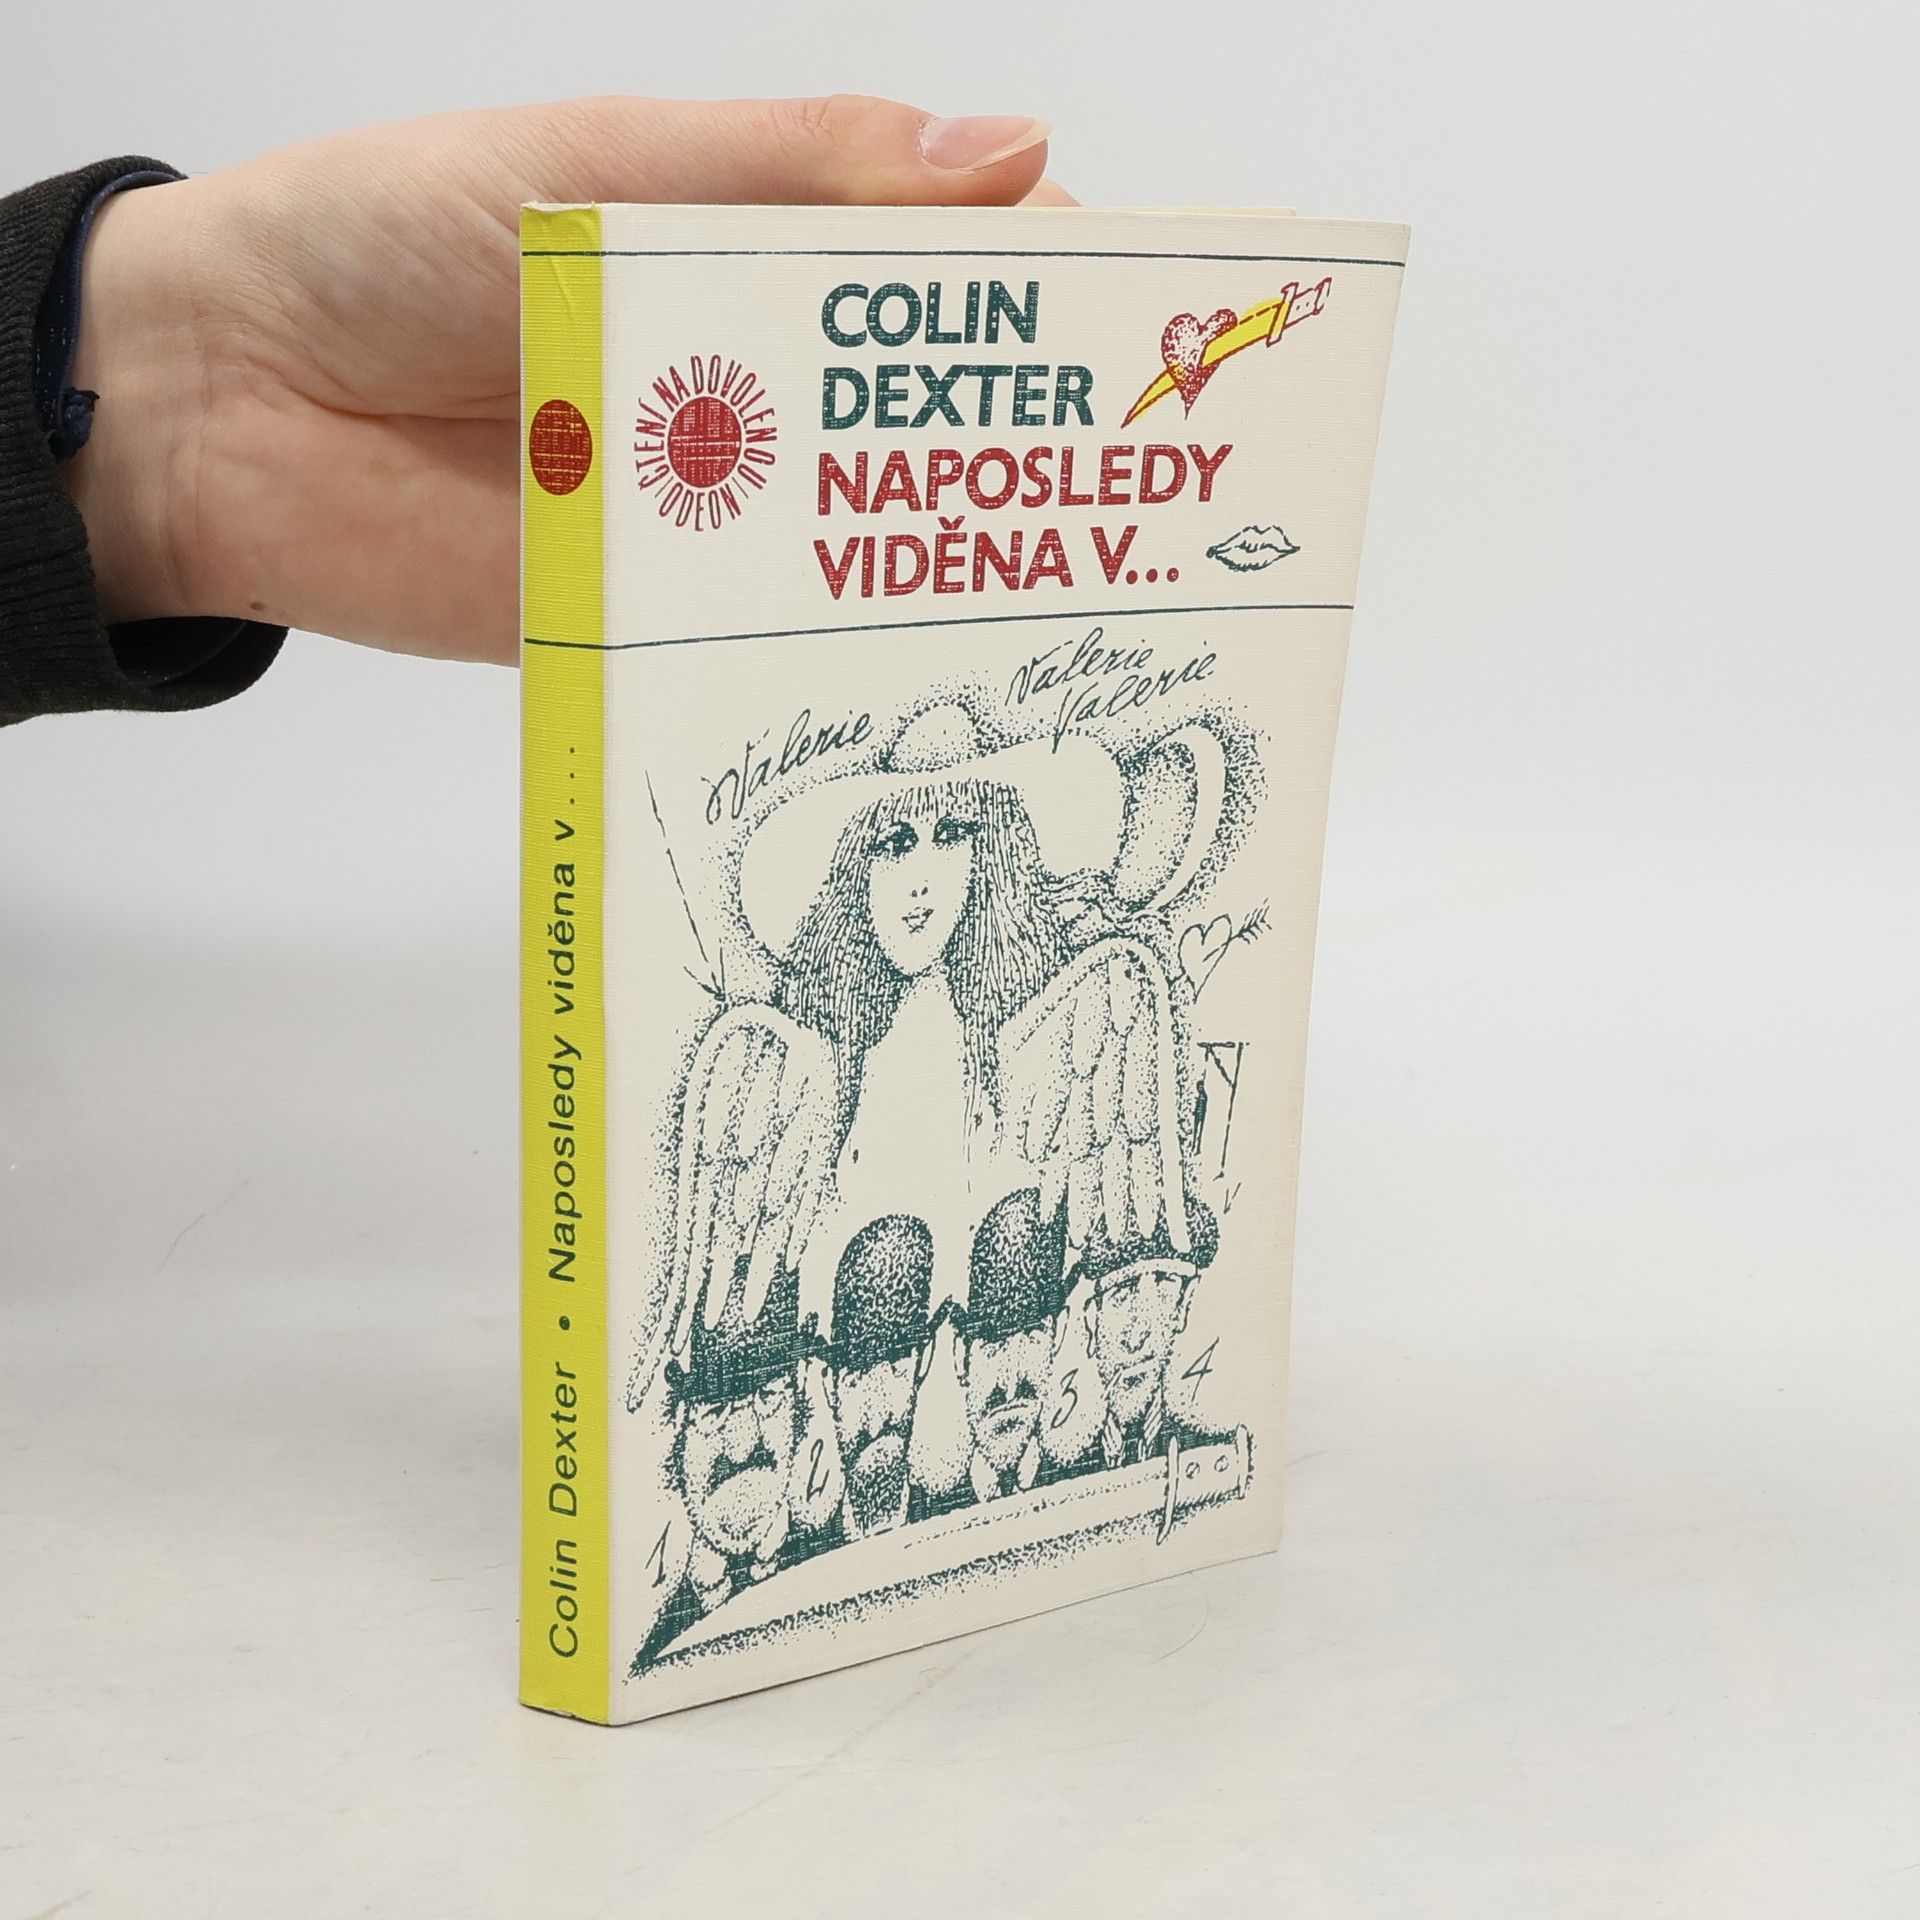 COLIN
DEXTER
NAPOSLEDY
VIDĚNA V...
ČTENÍ NA DOVOLENOU
ODEON
Valerie
Valerie
Valerie
1
2
3
4
Colin Dexter • Naposledy viděna v...